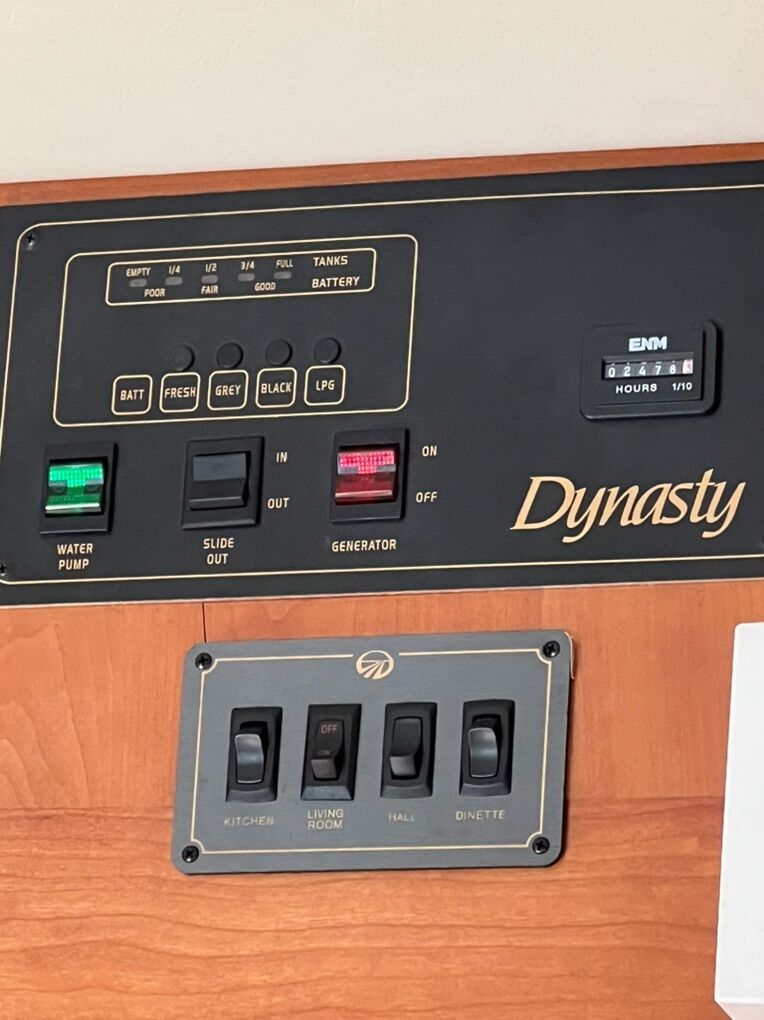 EMPTY 1/4 1/2 3/4 FULL TANKS
POOR FAIR GOOD BATTERY
BATT FRESH GREY BLACK LPG
ENM
0 2 4 7 8
HOURS 1/10
IN
OUT
ON
OFF
WATER
PUMP
SLIDE
OUT
GENERATOR
Dynasty
OFF
KITCHEN
LIVING
ROOM
HALL
DINETTE